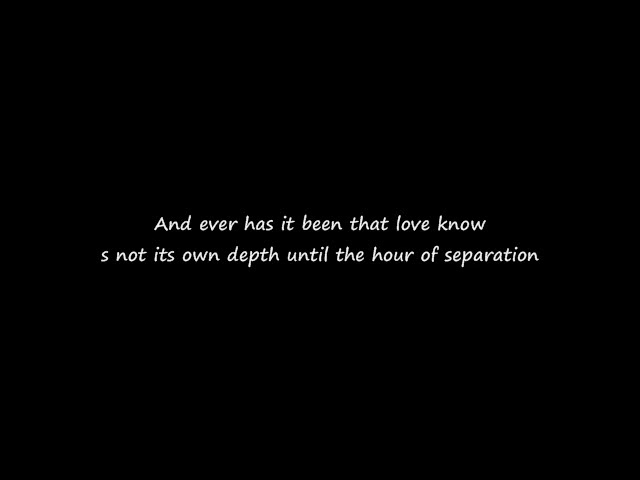 And ever has it been that love know
s not its own depth until the hour of separation